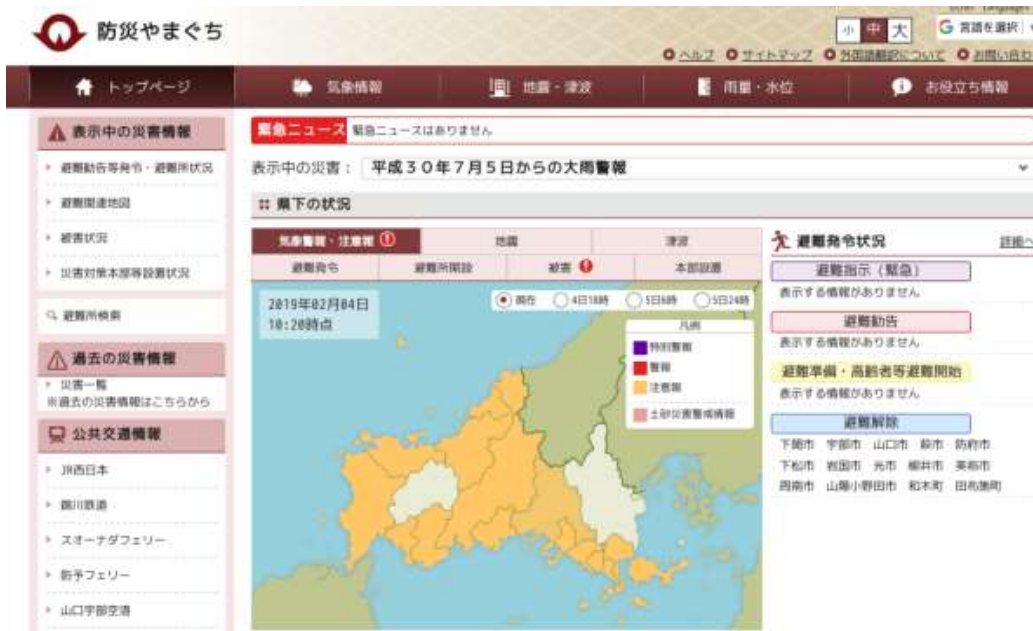 防災やまぐち
小 中 大
言語を選択
ヘルプ サイトマップ 外国語翻訳について お問い合わ
トップページ 気象情報 地震・津波 雨量・水位 お役立ち情報
表示中の災害情報
避難勧告等発令・避難所状況
避難関連地図
被害状況
災害対策本部等設置状況
避難所検索
過去の災害情報
災害一覧
※過去の災害情報はこちらから
公共交通情報
JR西日本
錦川鉄道
スオーナダフェリー
防予フェリー
山口宇部空港
緊急ニュース 緊急ニュースはありません
表示中の災害: 平成30年7月5日からの大雨警報
県下の状況
気象警報・注意報 地震 津波
避難発令 避難所開設 被害 本部設置
2019年02月04日
10:20時点
現在 4日18時 5日6時 5日24時
凡例
特別警報
警報
注意報
土砂災害警戒情報
避難発令状況 詳細へ
避難指示(緊急)
表示する情報がありません
避難勧告
表示する情報がありません
避難準備・高齢者等避難開始
表示する情報がありません
避難解除
下関市 宇部市 山口市 萩市 防府市
下松市 岩国市 光市 柳井市 美祢市
周南市 山陽小野田市 和木町 田布施町